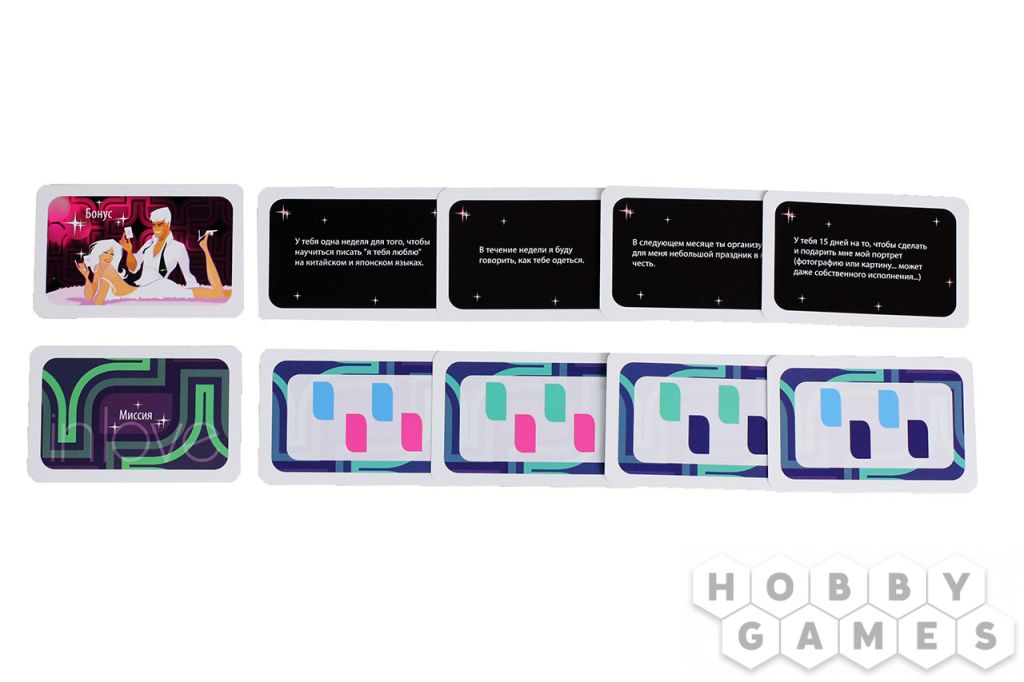 Бонус
У тебя одна неделя для того, чтобы
научиться писать "я тебя люблю"
на китайском и японском языках.
В течение недели я буду
говорить, как тебе одеться.
В следующем месяце ты организу
для меня небольшой праздник в
честь.
У тебя 15 дней на то, чтобы сделать
и подарить мне мой портрет
(фотографию или картину... может
даже собственного исполнения...)
Миссия
inlove
HOBBY
GAMES